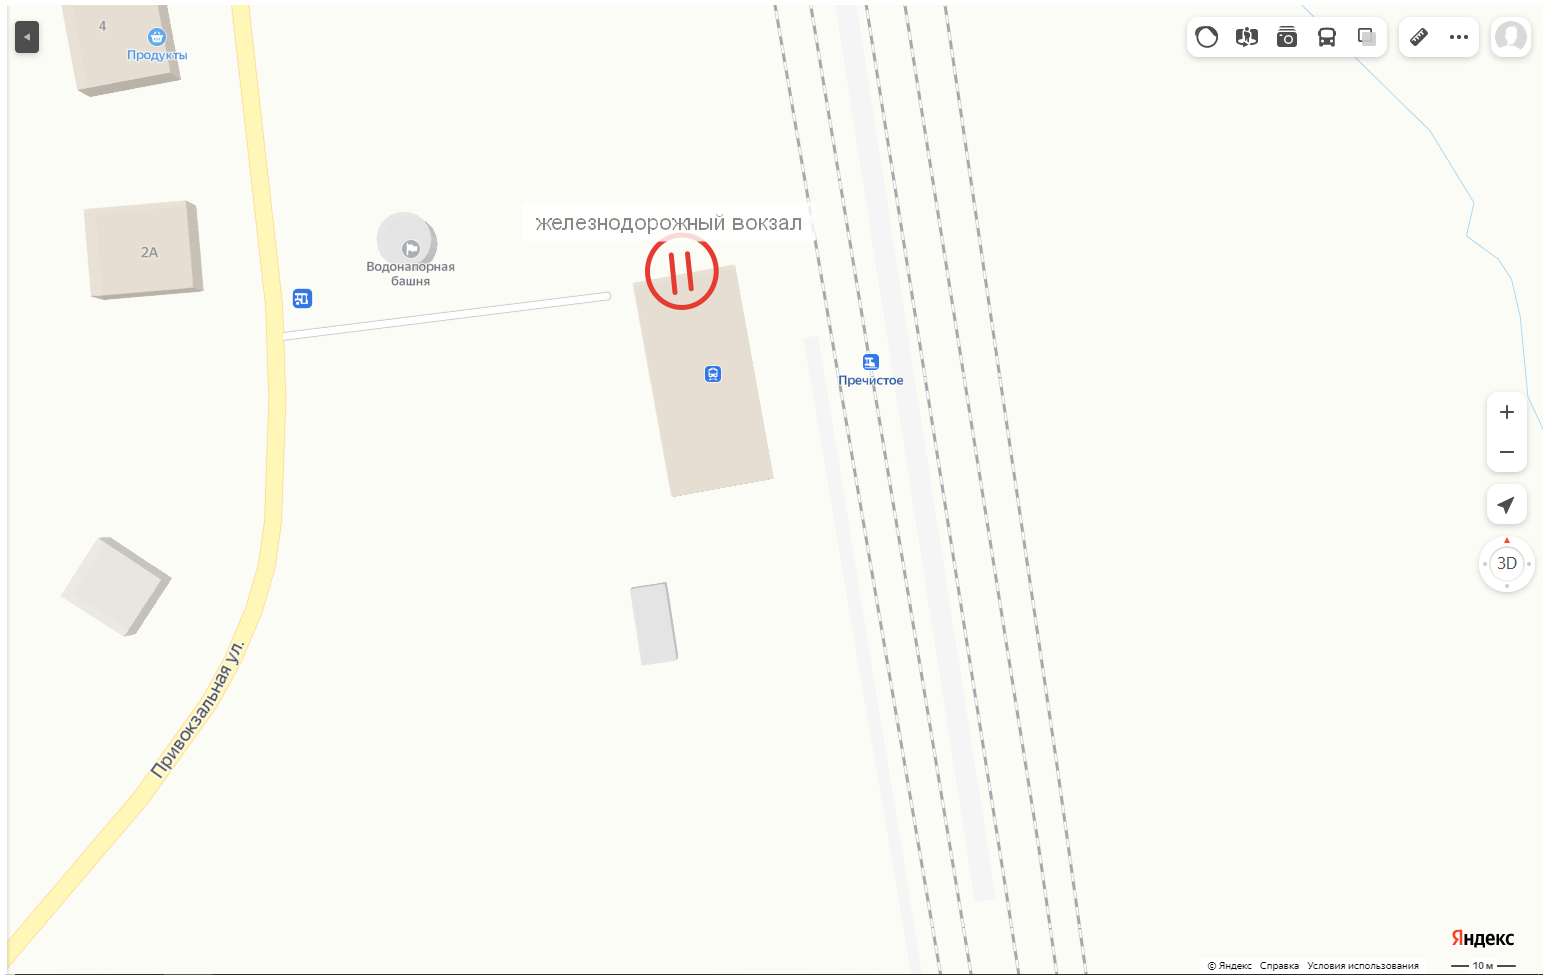 4
Продукты
железнодорожный вокзал
2А
Водонапорная
башня
Пречистое
3D
Привокзальная ул.
Яндекс
© Яндекс Справка Условия использования
10 м